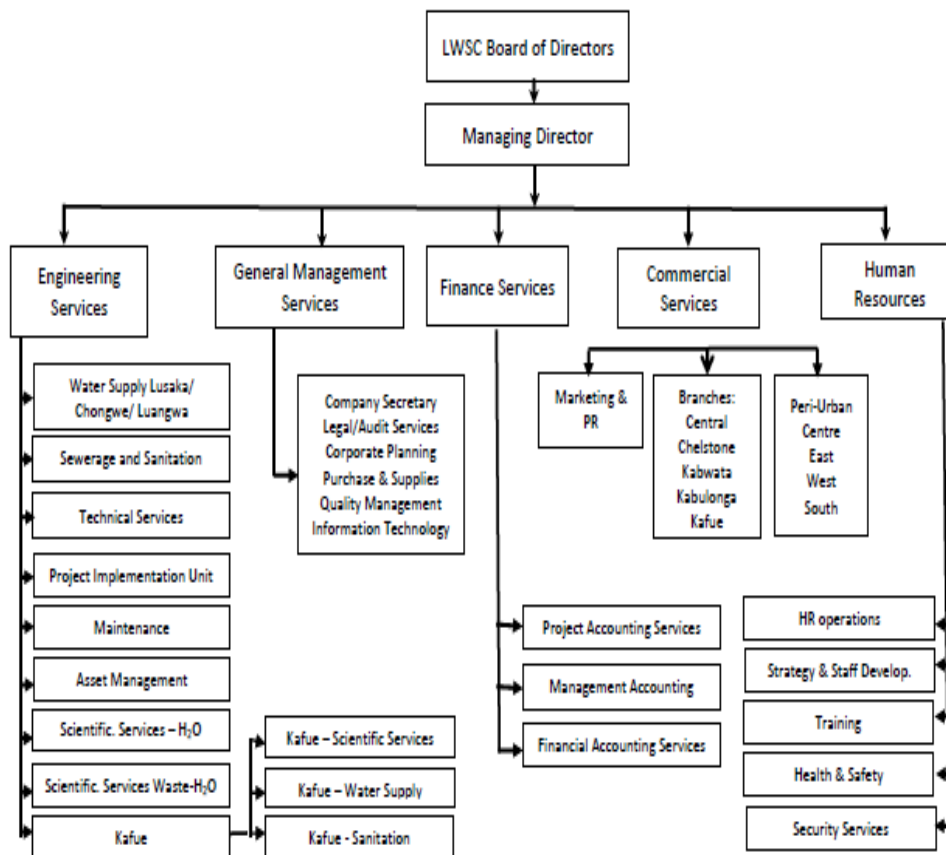 LWSC Board of Directors
Managing Director
Engineering
Services
General Management
Services
Finance Services
Commercial
Services
Human
Resources
Water Supply Lusaka/
Chongwe/ Luangwa
Sewerage and Sanitation
Technical Services
Project Implementation Unit
Maintenance
Asset Management
Scientific. Services – H₂O
Scientific. Services Waste-H₂O
Kafue
Kafue – Scientific Services
Kafue – Water Supply
Kafue - Sanitation
Company Secretary
Legal/Audit Services
Corporate Planning
Purchase & Supplies
Quality Management
Information Technology
Project Accounting Services
Management Accounting
Financial Accounting Services
Marketing &
PR
Branches:
Central
Chelstone
Kabwata
Kabulonga
Kafue
Peri-Urban
Centre
East
West
South
HR operations
Strategy & Staff Develop.
Training
Health & Safety
Security Services